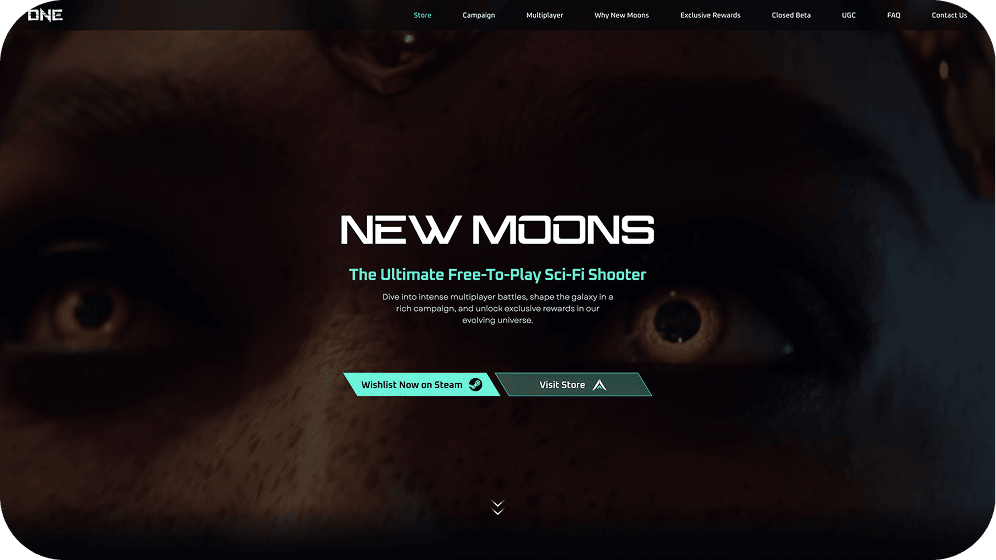 ONE
Store Campaign Multiplayer Why New Moons Exclusive Rewards Closed Beta UGC FAQ Contact Us
NEW MOONS
The Ultimate Free-To-Play Sci-Fi Shooter
Dive into intense multiplayer battles, shape the galaxy in a
rich campaign, and unlock exclusive rewards in our
evolving universe.
Wishlist Now on Steam
Visit Store